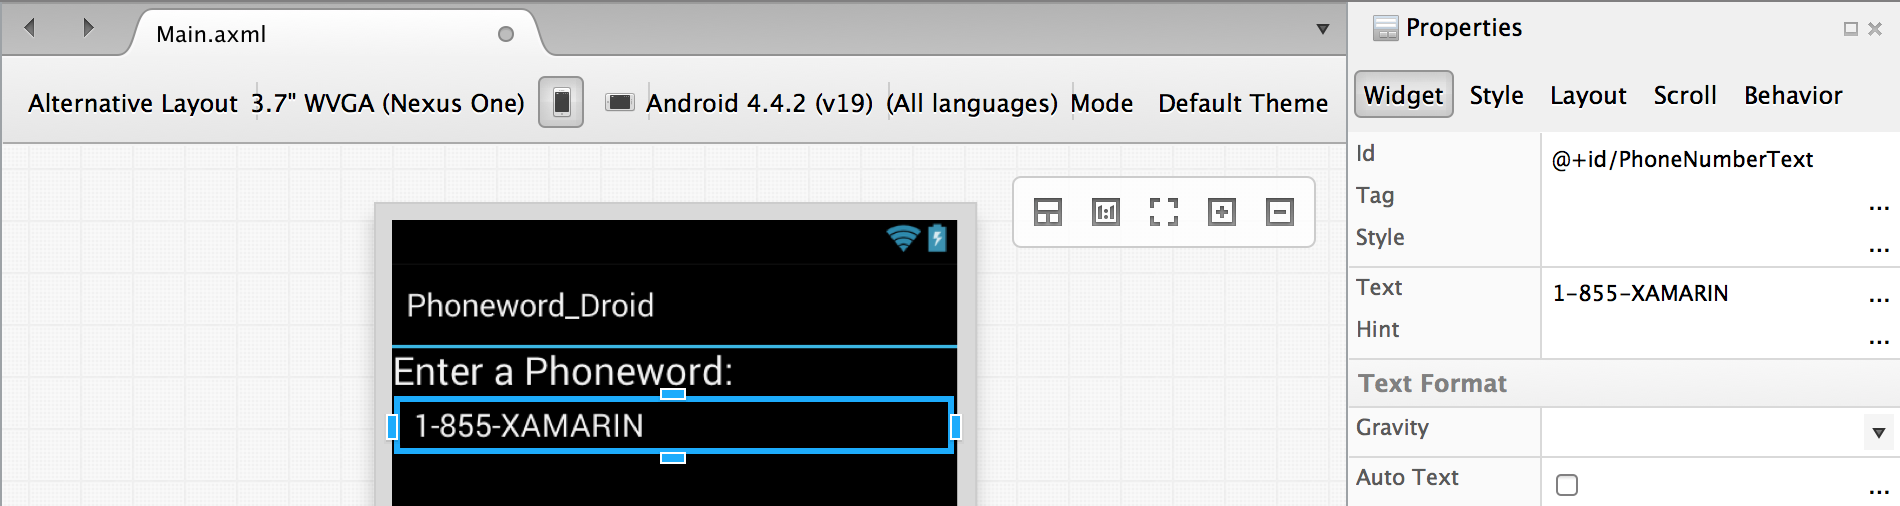 Main.axml
Alternative Layout 3.7" WVGA (Nexus One) Android 4.4.2 (v19) (All languages) Mode Default Theme
1:1
Phoneword_Droid
Enter a Phoneword:
1-855-XAMARIN
Properties
Widget Style Layout Scroll Behavior
Id @+id/PhoneNumberText
Tag ...
Style ...
Text 1-855-XAMARIN ...
Hint ...
Text Format
Gravity
Auto Text ...